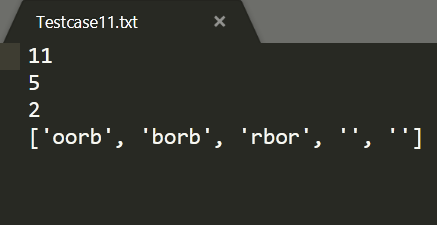 Testcase11.txt ×
11
5
2
['oorb', 'borb', 'rbor', '', '']